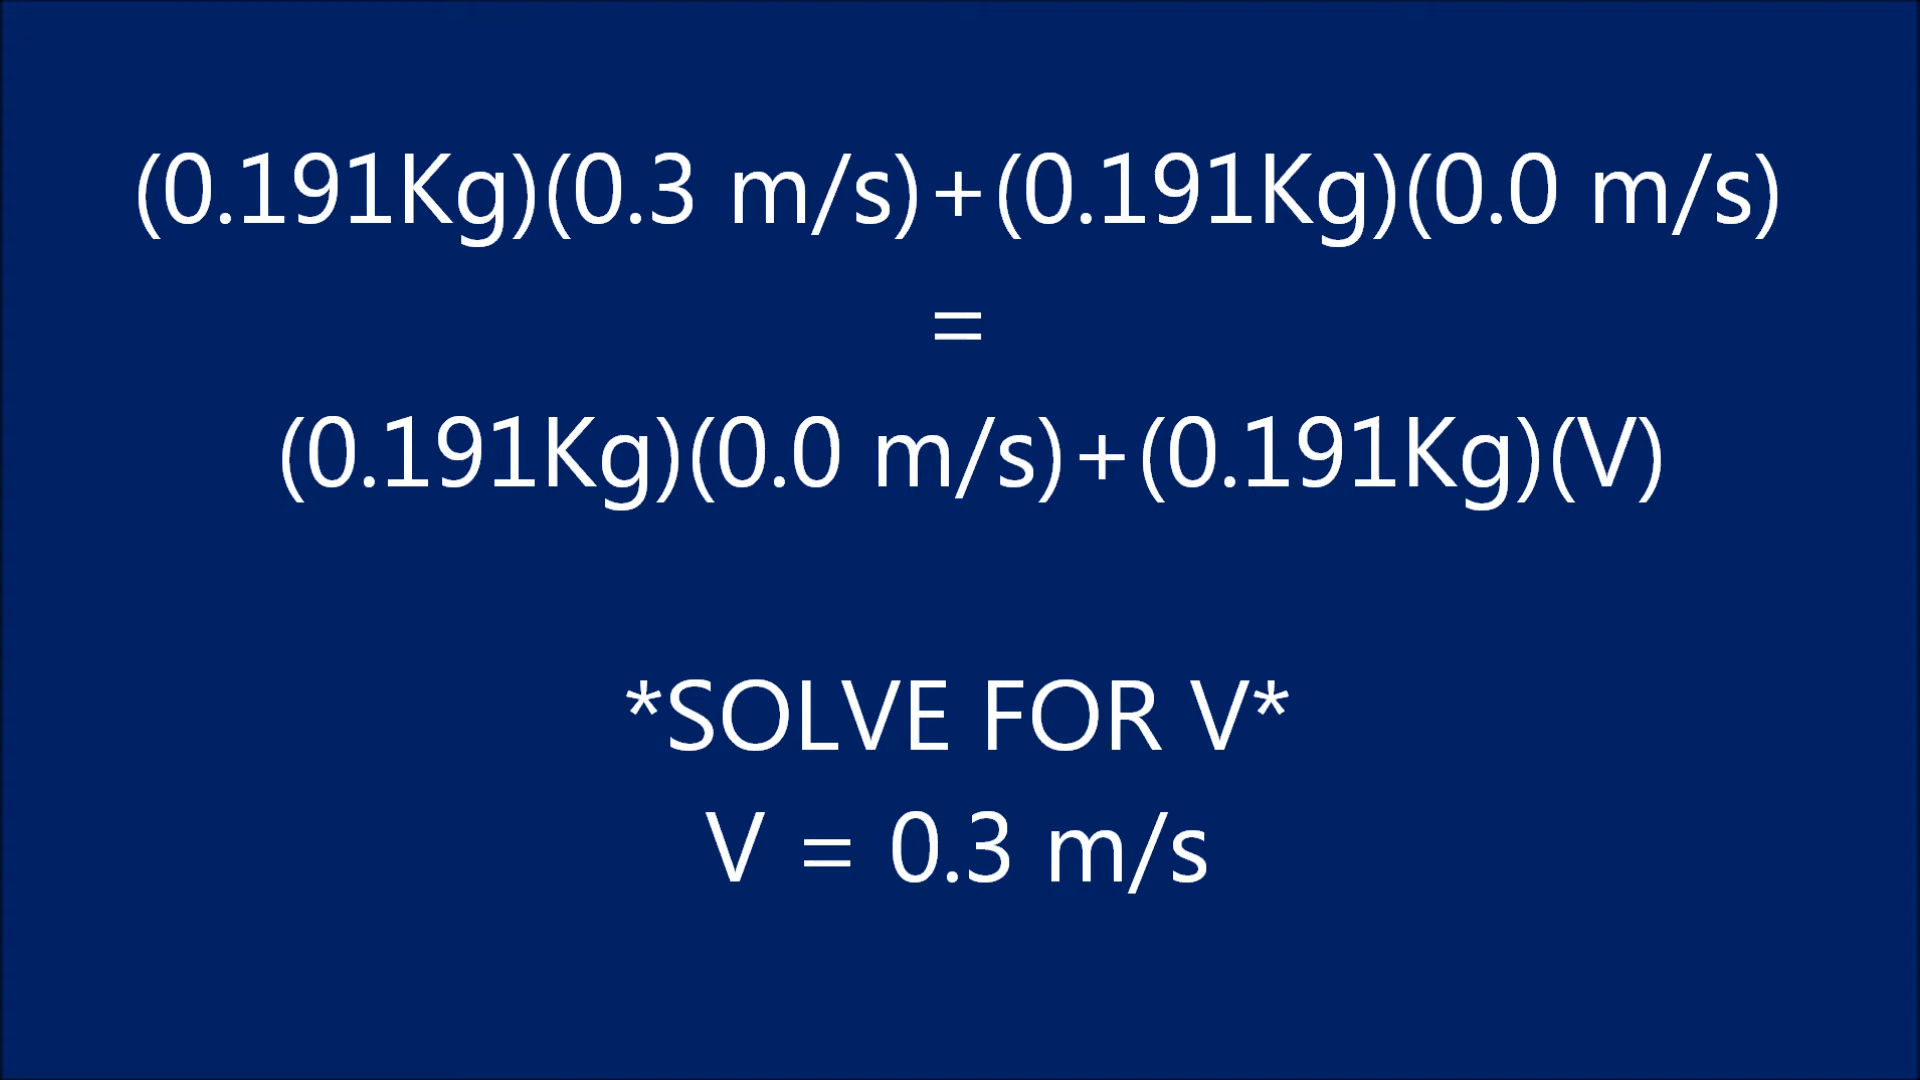 (0.191Kg)(0.3 m/s)+(0.191Kg)(0.0 m/s)
=
(0.191Kg)(0.0 m/s)+(0.191Kg)(V)
*SOLVE FOR V*
V = 0.3 m/s